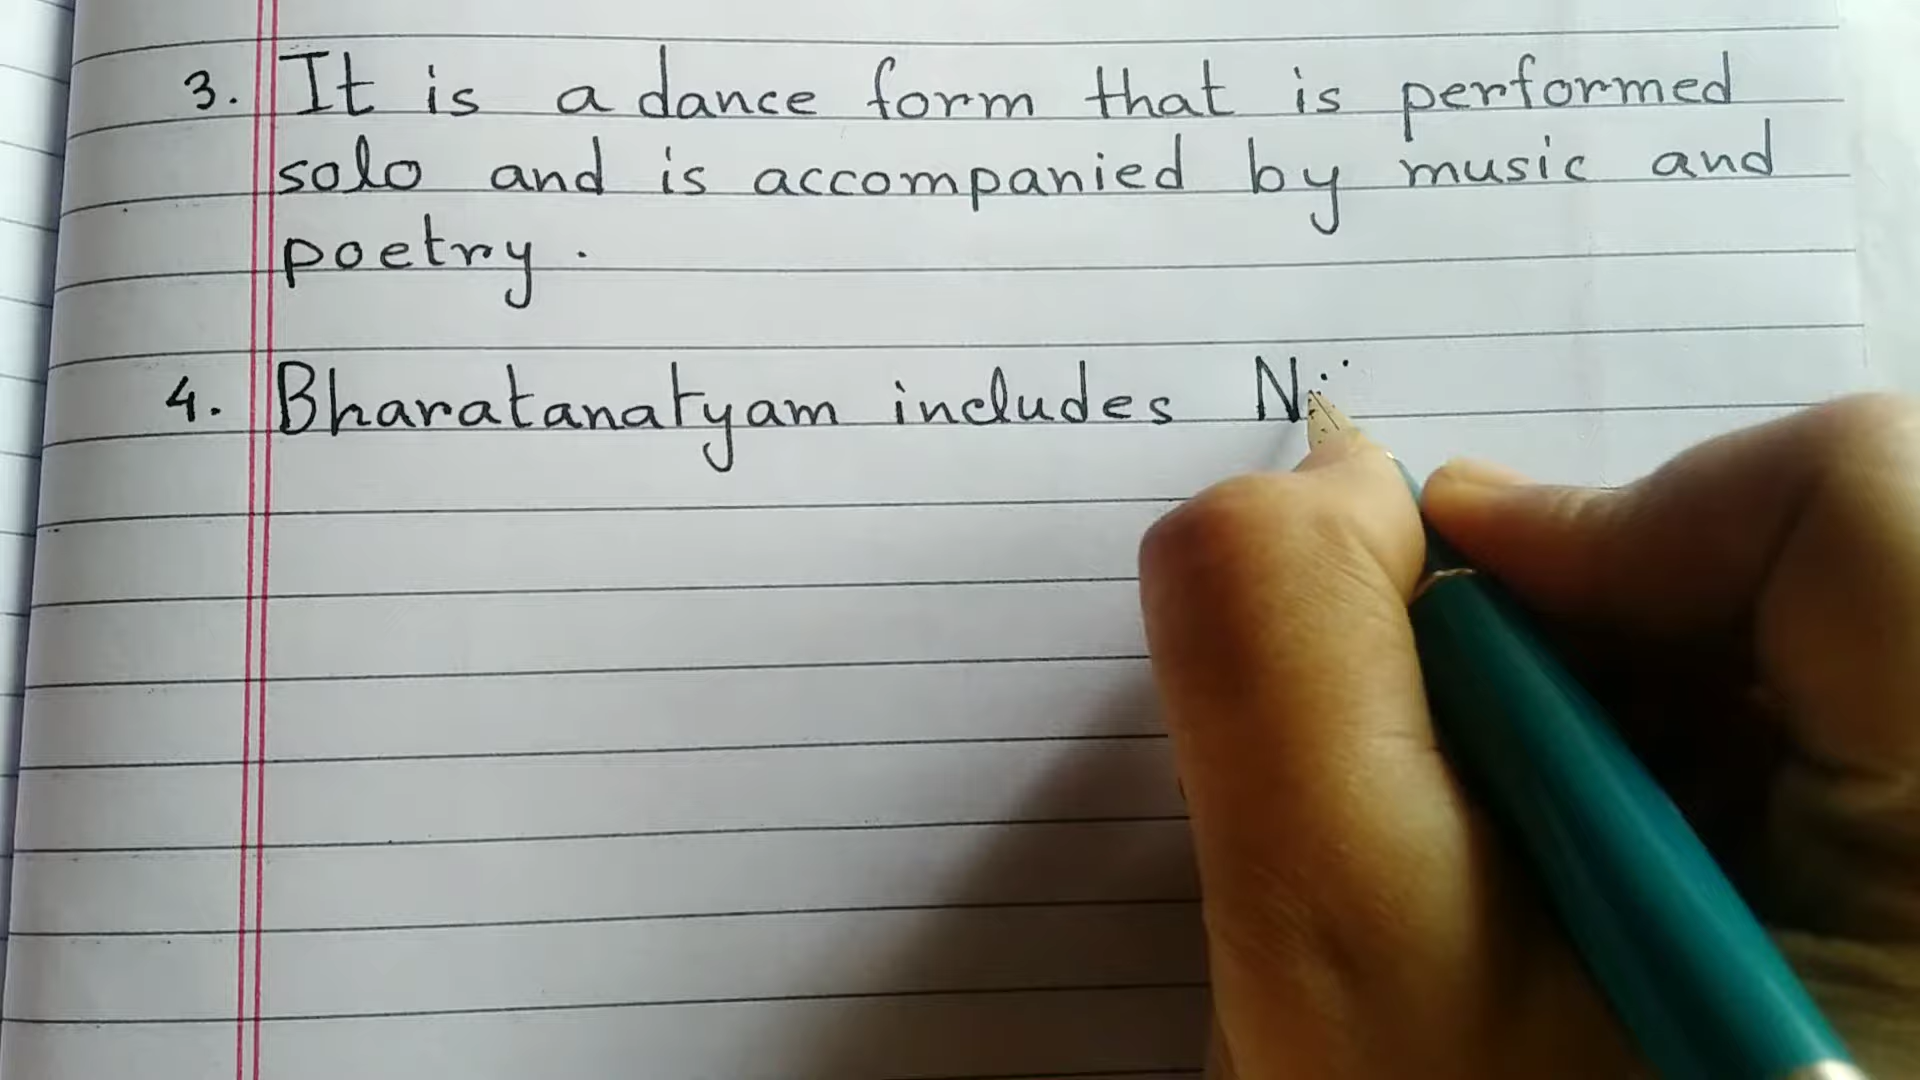 3. It is a dance form that is performed
solo and is accompanied by music and
poetry.
4. Bharatanatyam includes N